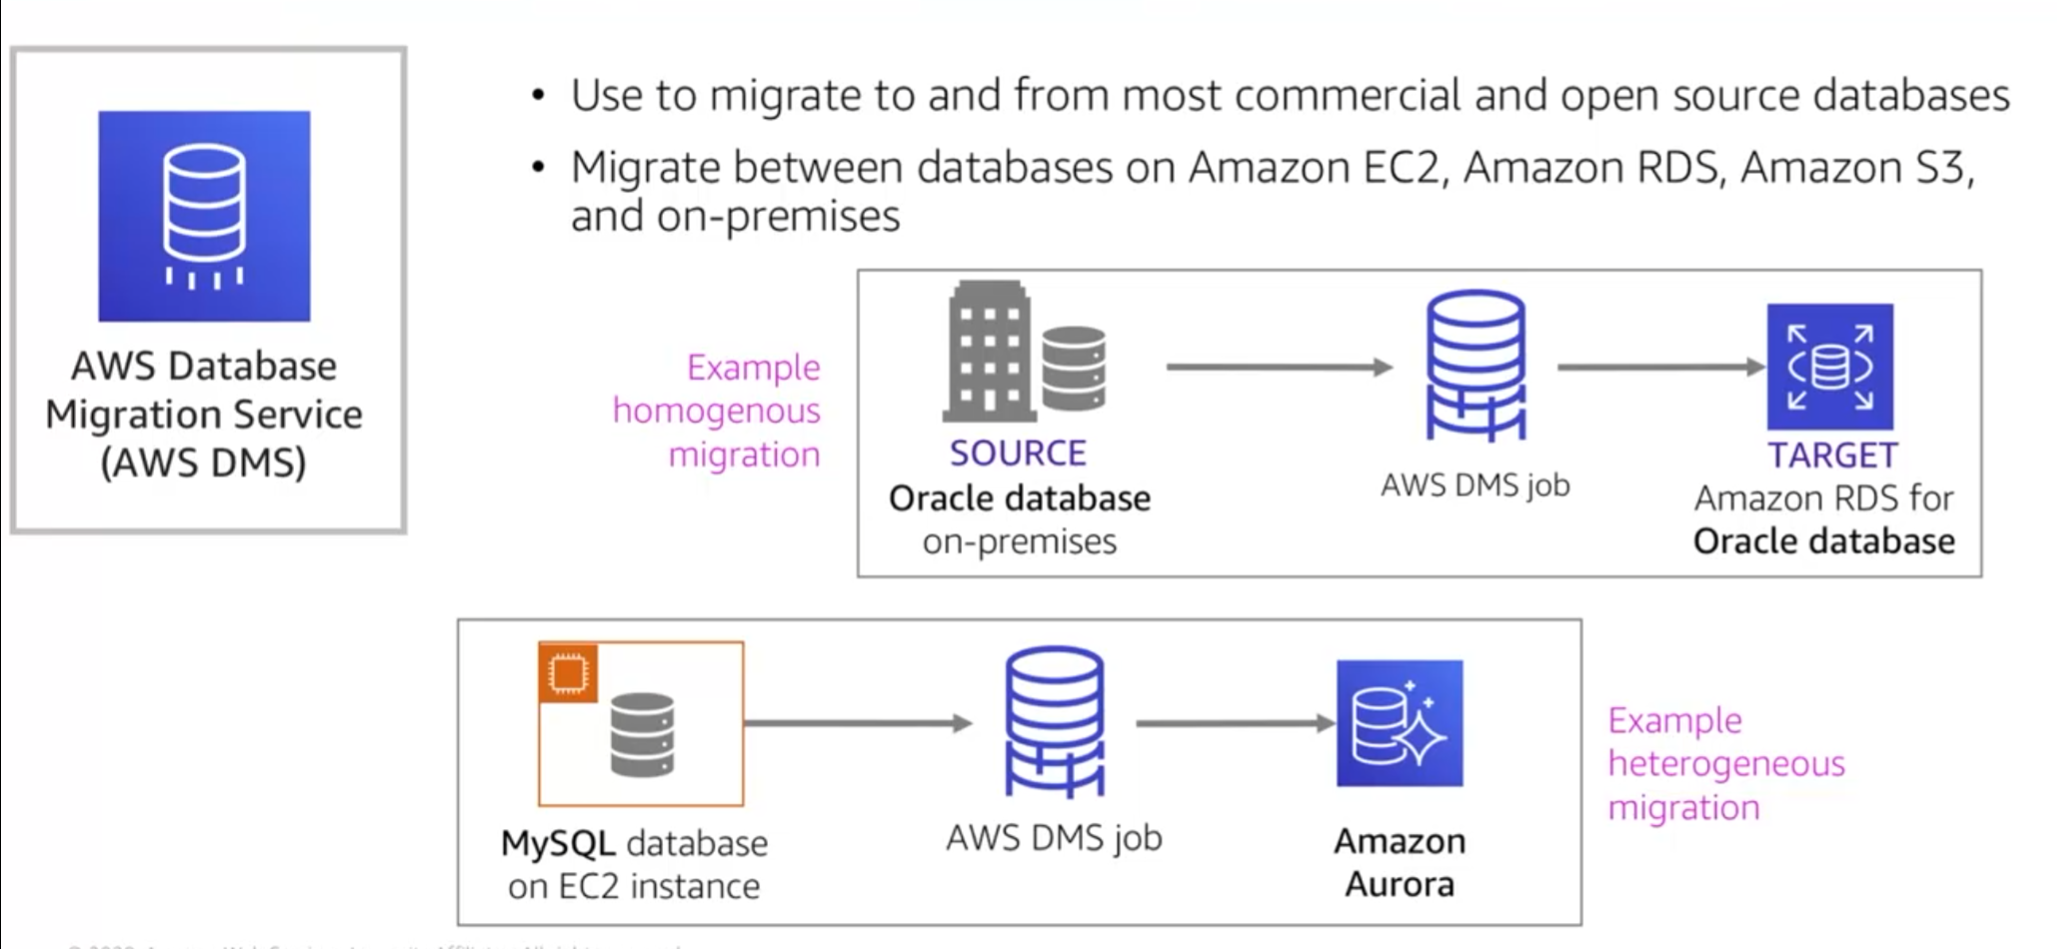 • Use to migrate to and from most commercial and open source databases
• Migrate between databases on Amazon EC2, Amazon RDS, Amazon S3,
and on-premises
AWS Database
Migration Service
(AWS DMS)
Example
homogenous
migration
SOURCE
Oracle database
on-premises
AWS DMS job
TARGET
Amazon RDS for
Oracle database
MySQL database
on EC2 instance
AWS DMS job
Amazon
Aurora
Example
heterogeneous
migration